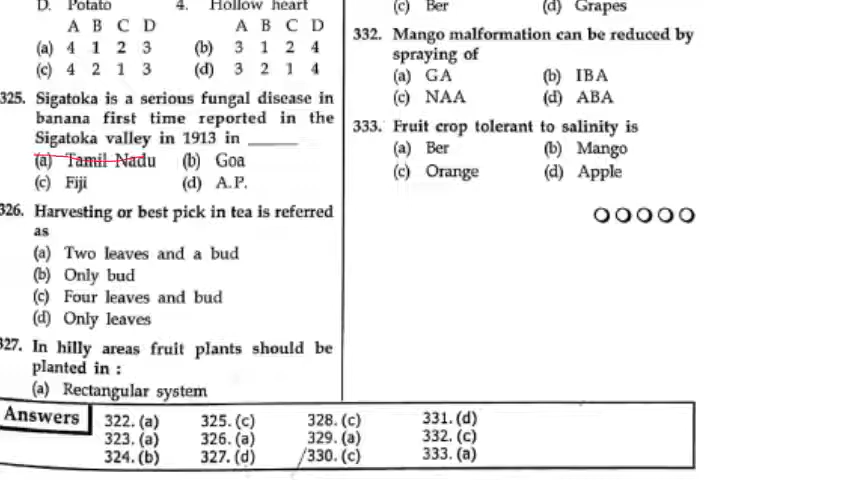 D. Potato 4. Hollow heart
A B C D A B C D
(a) 4 1 2 3 (b) 3 1 2 4
(c) 4 2 1 3 (d) 3 2 1 4
325. Sigatoka is a serious fungal disease in
banana first time reported in the
Sigatoka valley in 1913 in ______
(a) Tamil Nadu (b) Goa
(c) Fiji (d) A.P.
326. Harvesting or best pick in tea is referred
as
(a) Two leaves and a bud
(b) Only bud
(c) Four leaves and bud
(d) Only leaves
327. In hilly areas fruit plants should be
planted in :
(a) Rectangular system
(c) Ber (d) Grapes
332. Mango malformation can be reduced by
spraying of
(a) GA (b) IBA
(c) NAA (d) ABA
333. Fruit crop tolerant to salinity is
(a) Ber (b) Mango
(c) Orange (d) Apple
Answers
322. (a) 325. (c) 328. (c) 331. (d)
323. (a) 326. (a) 329. (a) 332. (c)
324. (b) 327. (d) 330. (c) 333. (a)